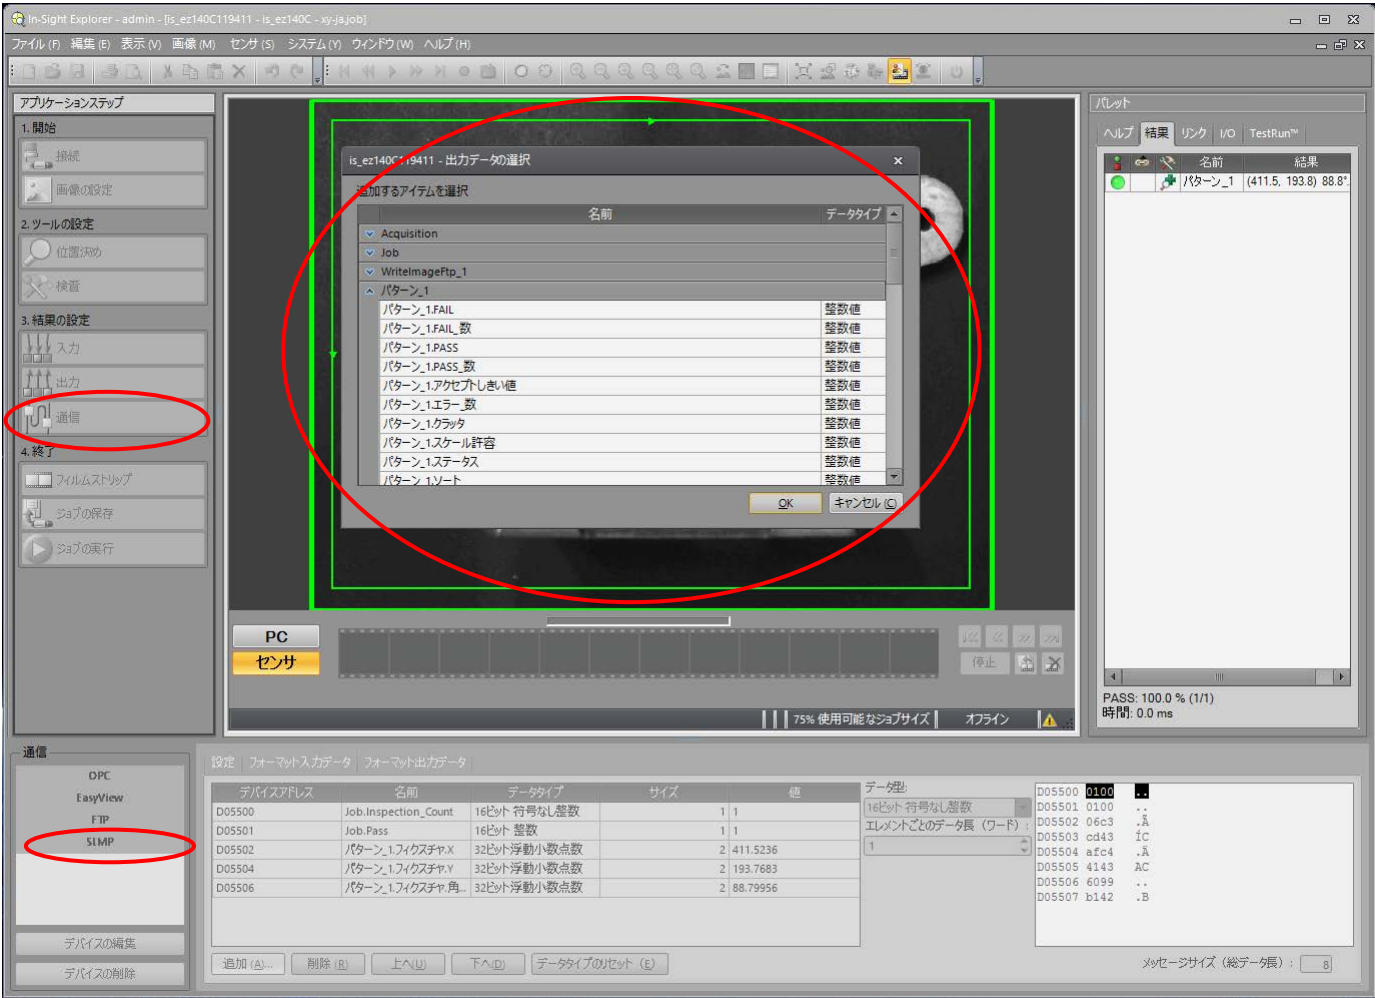 In-Sight Explorer - admin - [is_ez140C119411 - is_ez140C - xy-ja.job]
ファイル (F) 編集 (E) 表示 (V) 画像 (M) センサ (S) システム (Y) ウィンドウ (W) ヘルプ (H)
アプリケーションステップ
1. 開始
接続
画像の設定
2. ツールの設定
位置決め
検査
3. 結果の設定
入力
出力
通信
4. 終了
フィルムストリップ
ジョブの保存
ジョブの実行
is_ez140C119411 - 出力データの選択
追加するアイテムを選択
名前 データタイプ
Acquisition
Job
WriteImageFtp_1
パターン_1
パターン_1.FAIL 整数値
パターン_1.FAIL_数 整数値
パターン_1.PASS 整数値
パターン_1.PASS_数 整数値
パターン_1.アクセプトしきい値 整数値
パターン_1.エラー_数 整数値
パターン_1.クラッタ 整数値
パターン_1.スケール許容 整数値
パターン_1.ステータス 整数値
パターン_1.ソート 整数値
OK キャンセル (C)
PC
センサ
停止
75% 使用可能なジョブサイズ オフライン
パレット
ヘルプ 結果 リンク I/O TestRun™
名前 結果
パターン_1 (411.5, 193.8) 88.8°
PASS: 100.0 % (1/1)
時間: 0.0 ms
通信
OPC
EasyView
FTP
SLMP
デバイスの編集
デバイスの削除
設定 フォーマット入力データ フォーマット出力データ
デバイスアドレス 名前 データタイプ サイズ 値
D05500 Job.Inspection_Count 16ビット 符号なし整数 1 1
D05501 Job.Pass 16ビット 整数 1 1
D05502 パターン_1.フィクスチャ.X 32ビット浮動小数点数 2 411.5236
D05504 パターン_1.フィクスチャ.Y 32ビット浮動小数点数 2 193.7683
D05506 パターン_1.フィクスチャ.角... 32ビット浮動小数点数 2 88.79956
追加 (A)... 削除 (R) 上へ(U) 下へ(D) データタイプのリセット (E)
データ型:
16ビット 符号なし整数
エレメントごとのデータ長 (ワード) :
1
D05500 0100 ..
D05501 0100 ..
D05502 06c3 .Ã
D05503 cd43 ÍC
D05504 afc4 .Ä
D05505 4143 AC
D05506 6099 ..
D05507 b142 .B
メッセージサイズ (総データ長) : 8